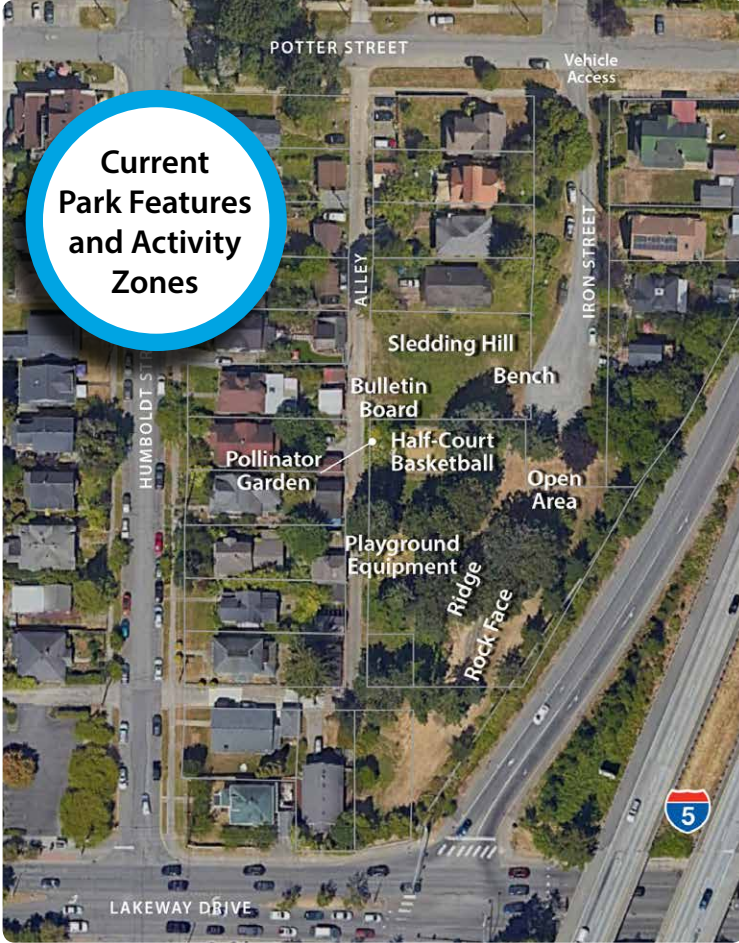 POTTER STREET
Vehicle
Access
Current
Park Features
and Activity
Zones
ALLEY
IRON STREET
HUMBOLDT STR
Sledding Hill
Bench
Bulletin
Board
Half-Court
Basketball
Pollinator
Garden
Open
Area
Playground
Equipment
Ridge
Rock Face
5
LAKEWAY DRIVE